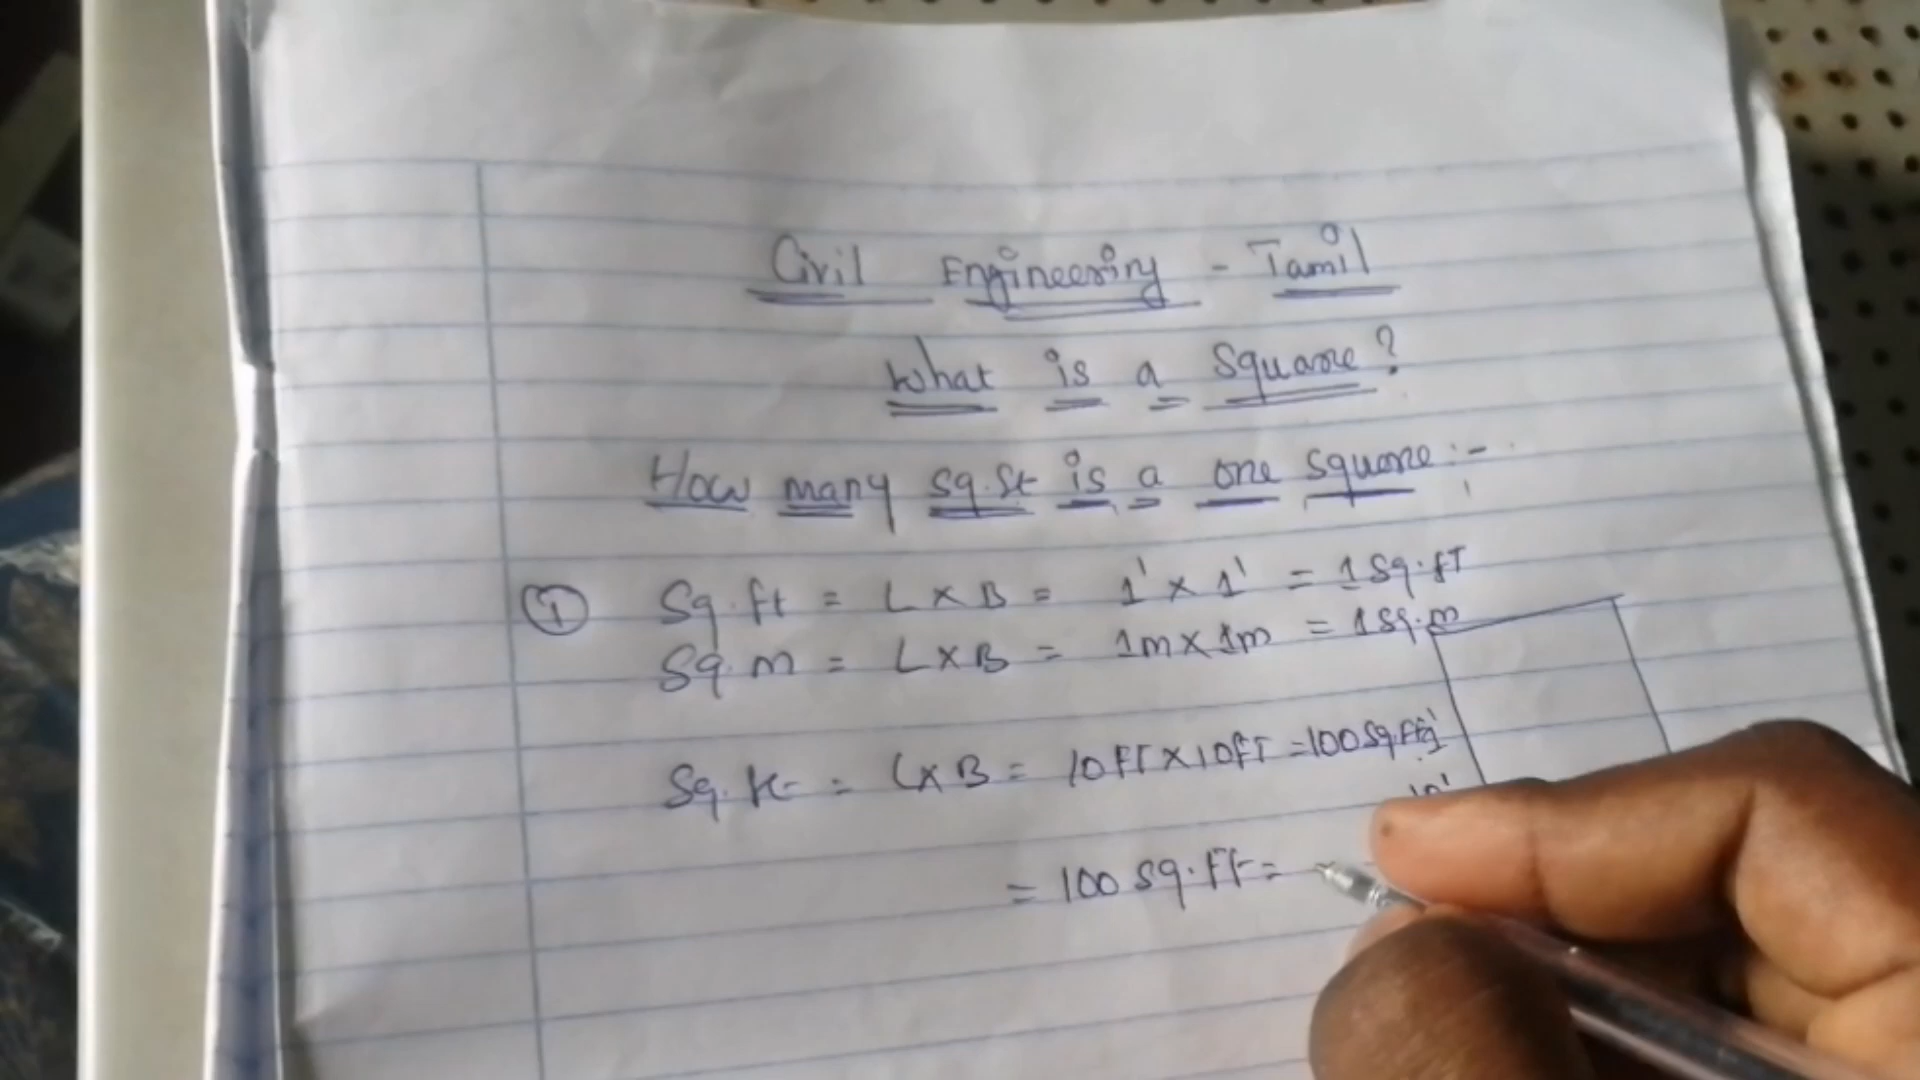 Civil Engineering - Tamil
What is a Square?
How many sq.ft is a one square :-
① Sq.ft = L X B = 1' X 1' = 1 Sq.fT
Sq.m = L X B = 1m X 1m = 1 Sq.m
Sq. = L X B = 10FT X 10FT = 100 Sq.
10'
= 100 Sq.Ft =